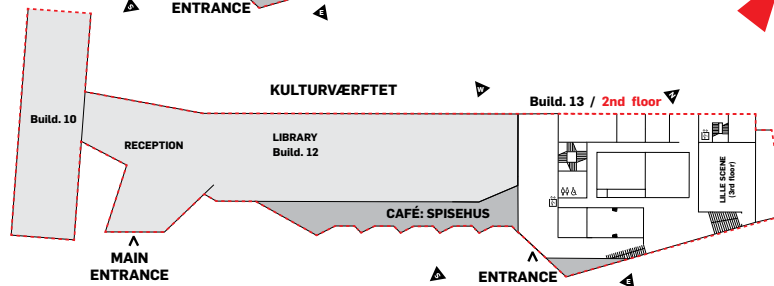 S
ENTRANCE
E
KULTURVÆRFTET
W
Build. 13 / 2nd floor
N
Build. 10
RECEPTION
LIBRARY
Build. 12
LILLE SCENE
(3rd floor)
CAFÉ: SPISEHUS
MAIN
ENTRANCE
S
ENTRANCE
E